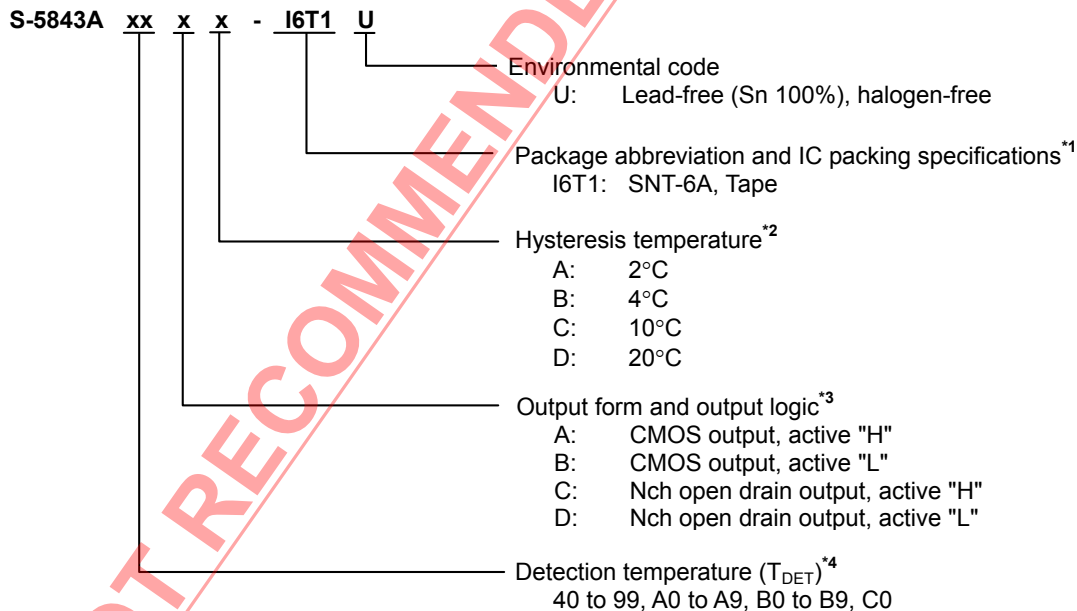 S-5843A xx x x - I6T1 U
Environmental code
U: Lead-free (Sn 100%), halogen-free
Package abbreviation and IC packing specifications*1
I6T1: SNT-6A, Tape
Hysteresis temperature*2
A: 2°C
B: 4°C
C: 10°C
D: 20°C
Output form and output logic*3
A: CMOS output, active "H"
B: CMOS output, active "L"
C: Nch open drain output, active "H"
D: Nch open drain output, active "L"
Detection temperature (TDET)*4
40 to 99, A0 to A9, B0 to B9, C0
OT RECOMMEND